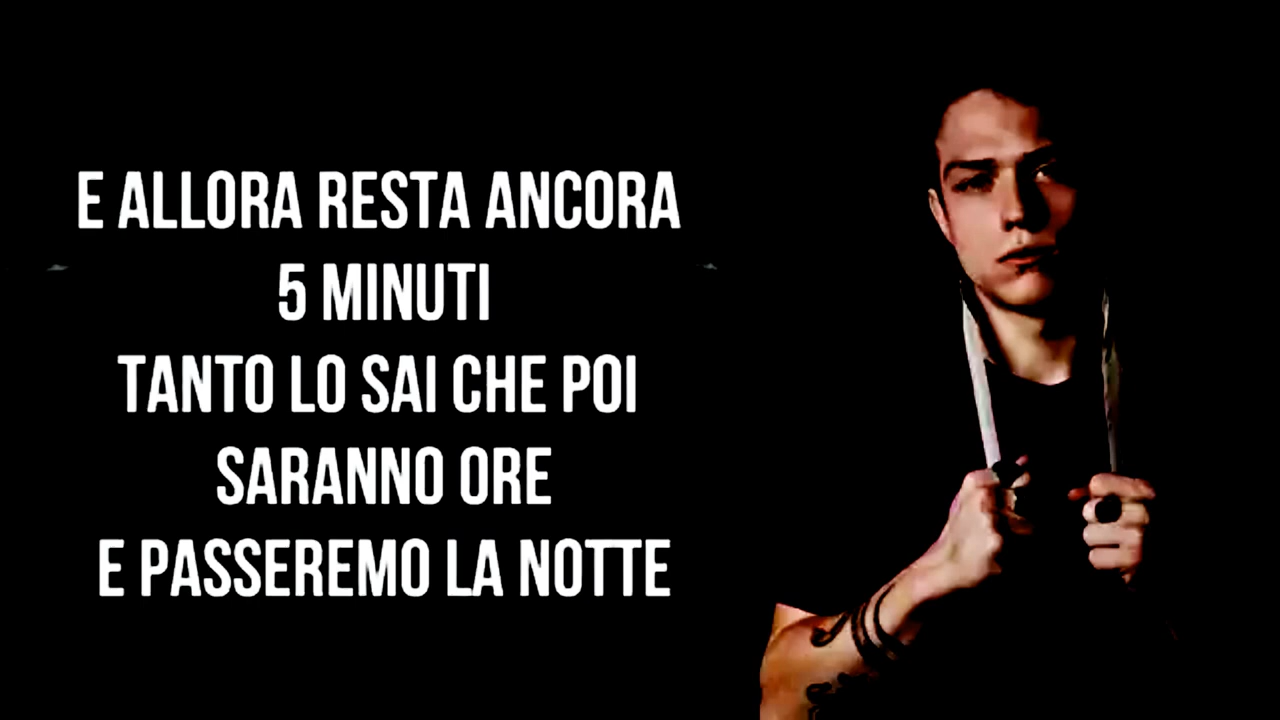 E ALLORA RESTA ANCORA
5 MINUTI
TANTO LO SAI CHE POI
SARANNO ORE
E PASSEREMO LA NOTTE